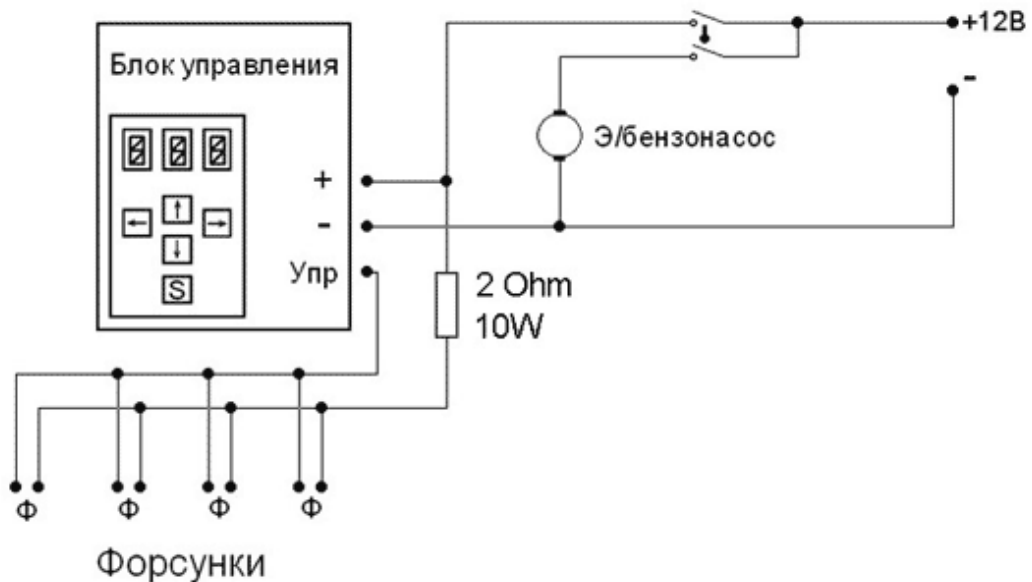 Блок управления
+12В
-
Э/бензонасос
+
-
Упр
S
2 Ohm
10W
Ф Ф Ф Ф
Форсунки